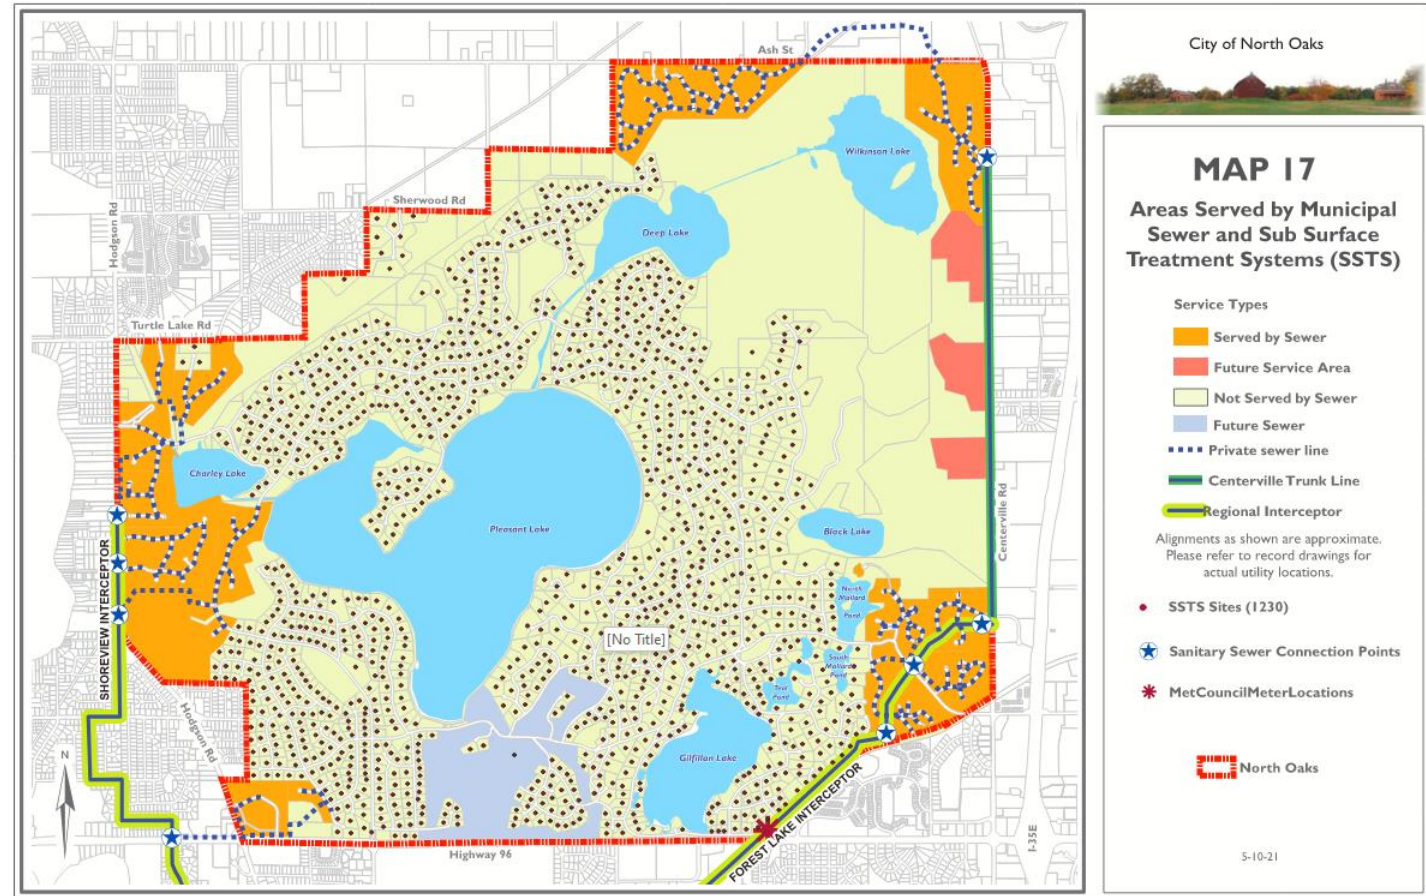 Ash St
Wilkinson Lake
Sherwood Rd
Hodgson Rd
Deep Lake
Turtle Lake Rd
Charley Lake
Pleasant Lake
Black Lake
Centerville Rd
SHOREVIEW INTERCEPTOR
North
Mallard
Pond
[No Title]
South
Mallard
Pond
Teal
Pond
Hodgson Rd
N
Gilfillan Lake
FOREST LAKE INTERCEPTOR
Highway 96
I-35E
City of North Oaks
MAP 17
Areas Served by Municipal
Sewer and Sub Surface
Treatment Systems (SSTS)
Service Types
Served by Sewer
Future Service Area
Not Served by Sewer
Future Sewer
Private sewer line
Centerville Trunk Line
Regional Interceptor
Alignments as shown are approximate.
Please refer to record drawings for
actual utility locations.
SSTS Sites (1230)
Sanitary Sewer Connection Points
MetCouncilMeterLocations
North Oaks
5-10-21